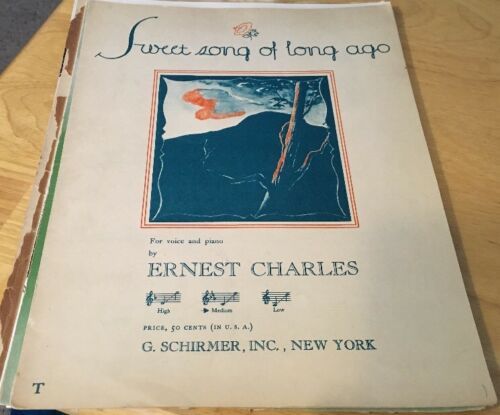 Sweet song of long ago
For voice and piano
by
ERNEST CHARLES
High
Medium
Low
PRICE, 50 CENTS (IN U. S. A.)
G. SCHIRMER, INC., NEW YORK
T